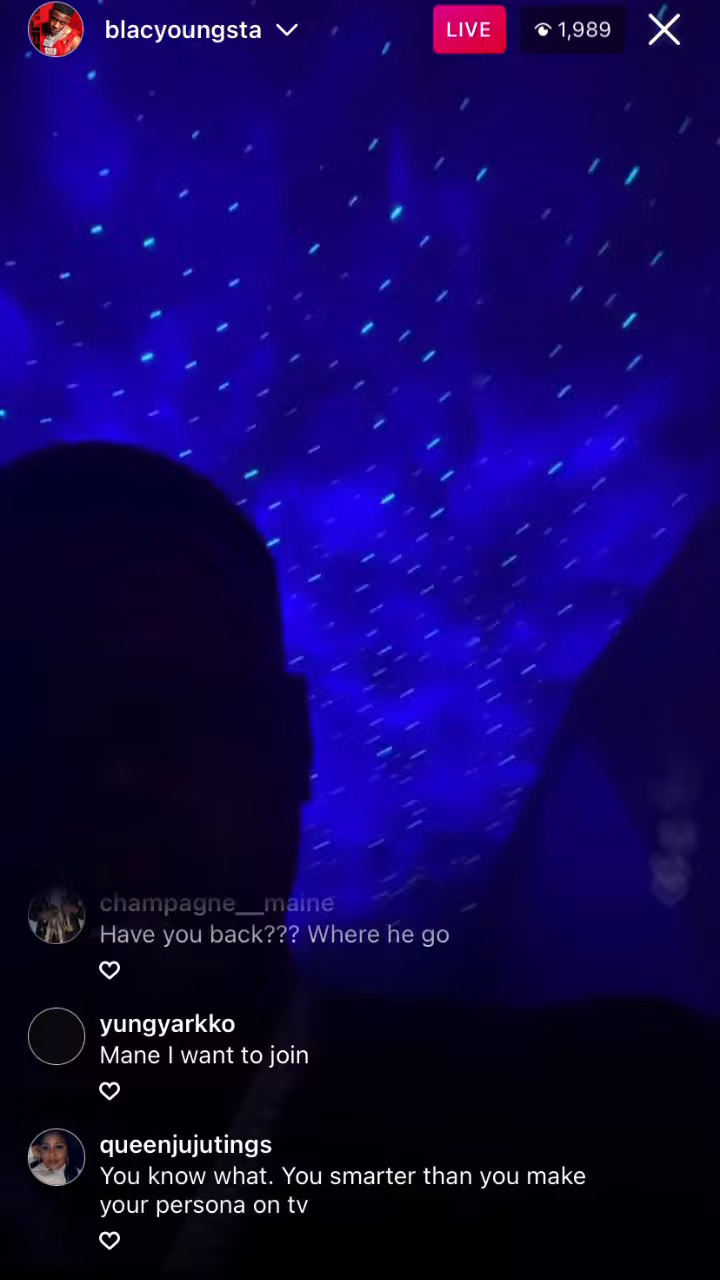 blacyoungsta
LIVE
1,989
champagne__maine
Have you back??? Where he go
yungyarkko
Mane I want to join
queenjujutings
You know what. You smarter than you make
your persona on tv